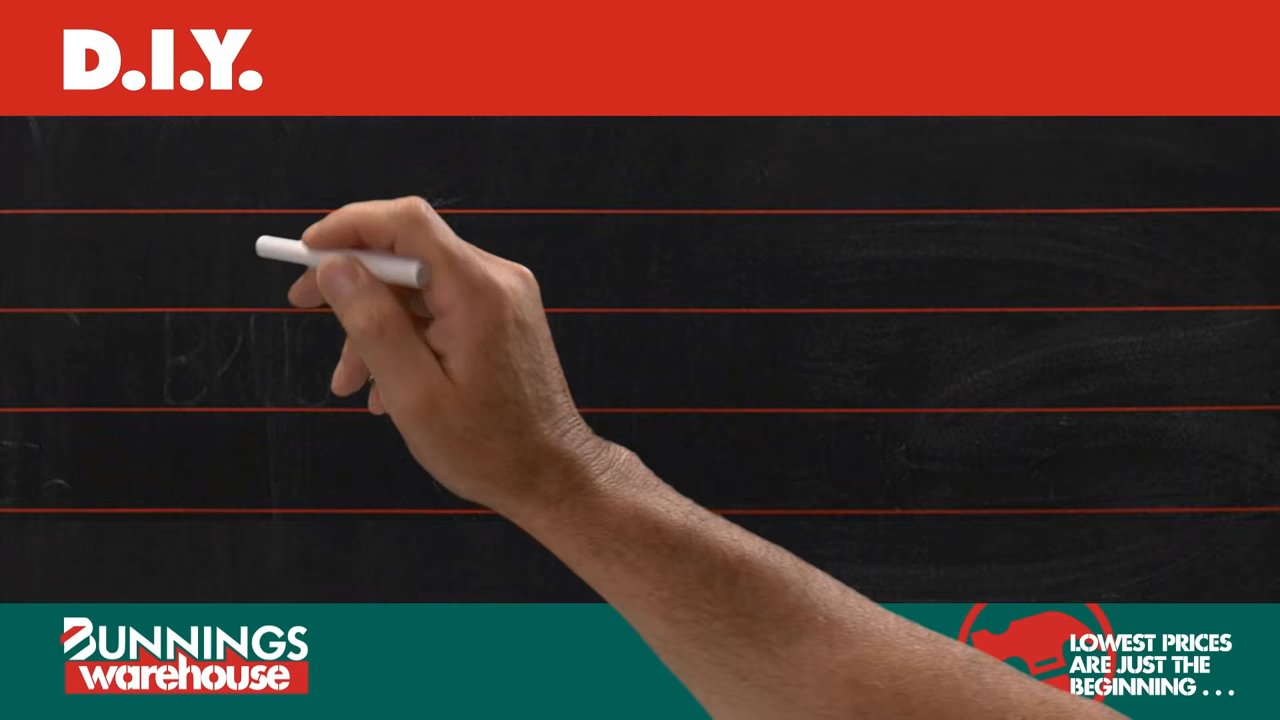 D.I.Y.
BUNNINGS
warehouse
LOWEST PRICES
ARE JUST THE
BEGINNING . . .